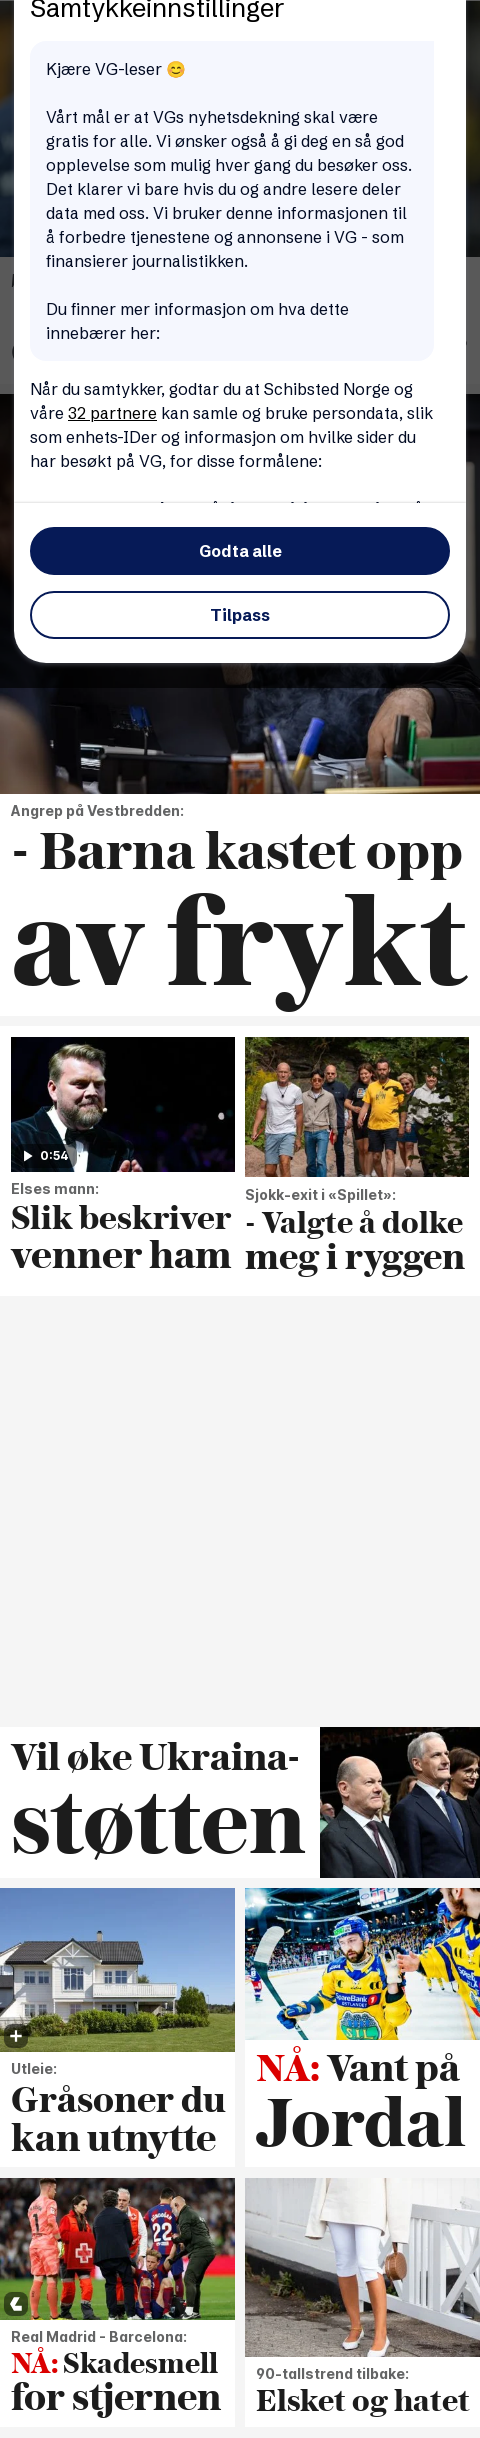 Samtykkeinnstillinger
Kjære VG-leser 😊
Vårt mål er at VGs nyhetsdekning skal være
gratis for alle. Vi ønsker også å gi deg en så god
opplevelse som mulig hver gang du besøker oss.
Det klarer vi bare hvis du og andre lesere deler
data med oss. Vi bruker denne informasjonen til
å forbedre tjenestene og annonsene i VG - som
finansierer journalistikken.
Du finner mer informasjon om hva dette
innebærer her:
Når du samtykker, godtar du at Schibsted Norge og
våre 32 partnere kan samle og bruke persondata, slik
som enhets-IDer og informasjon om hvilke sider du
har besøkt på VG, for disse formålene:
Godta alle
Tilpass
Angrep på Vestbredden:
- Barna kastet opp
av frykt
0:54
Elses mann:
Slik beskriver
venner ham
Sjokk-exit i «Spillet»:
- Valgte å dolke
meg i ryggen
Vil øke Ukraina-
støtten
Utleie:
Gråsoner du
kan utnytte
SpareBank 1
ØSTLANDET
NÅ: Vant på
Jordal
1
22
Real Madrid - Barcelona:
NÅ: Skadesmell
for stjernen
90-tallstrend tilbake:
Elsket og hatet